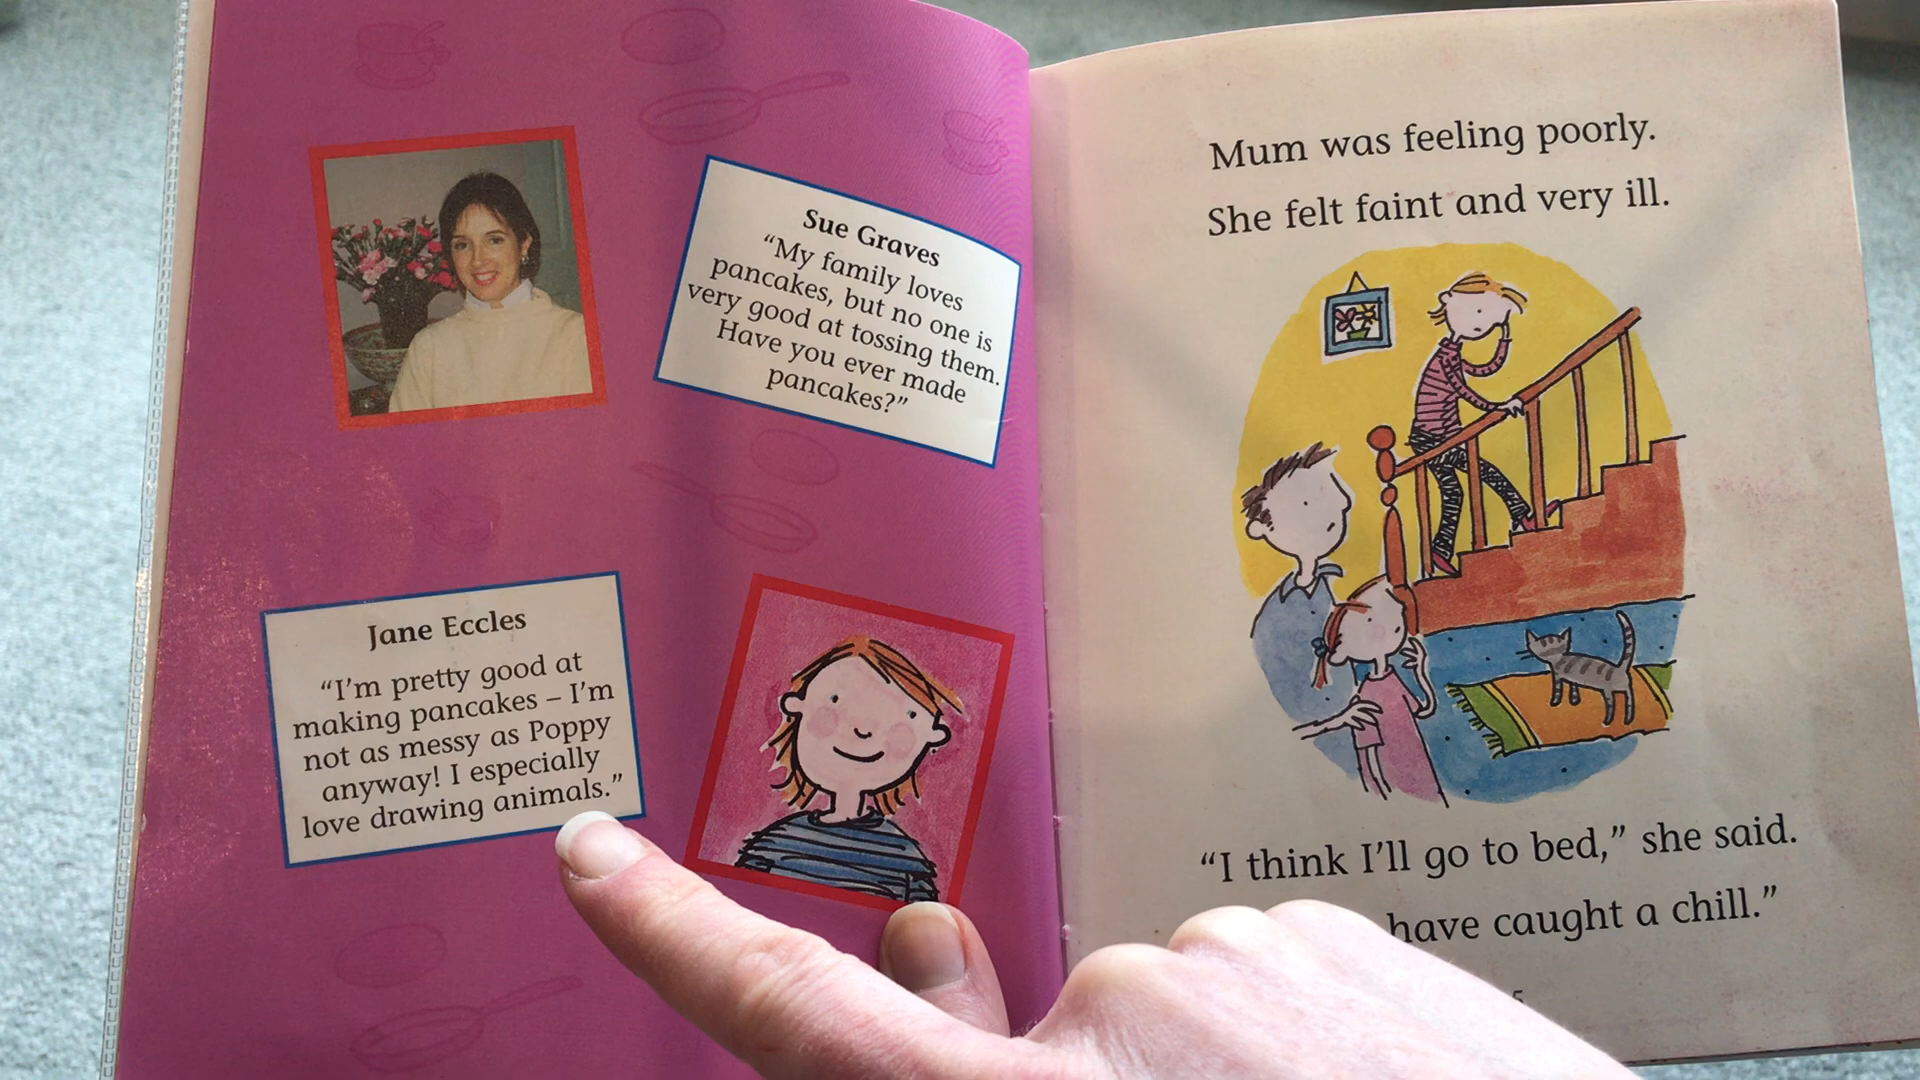 Sue Graves
“My family loves
pancakes, but no one is
very good at tossing them.
Have you ever made
pancakes?”
Jane Eccles
“I’m pretty good at
making pancakes – I’m
not as messy as Poppy
anyway! I especially
love drawing animals.”
Mum was feeling poorly.
She felt faint and very ill.
“I think I’ll go to bed,” she said.
have caught a chill.”
5